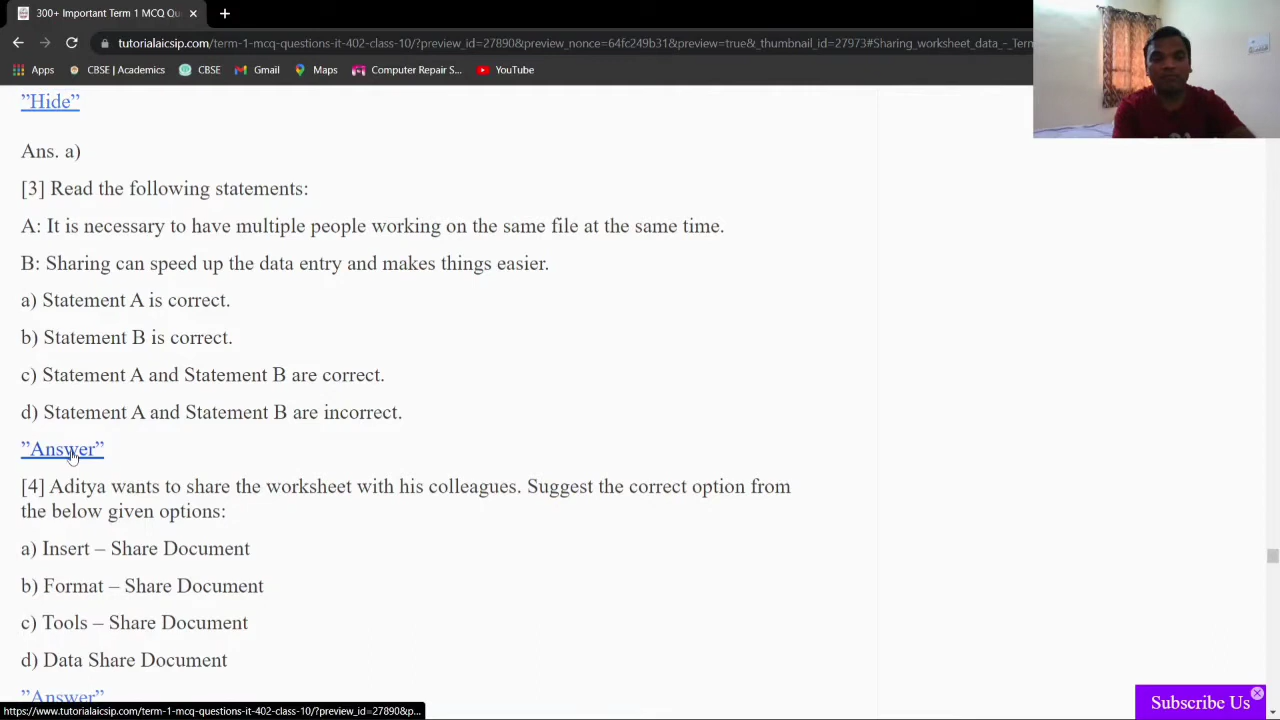 300+ Important Term 1 MCQ Qu
tutorialaicsip.com/term-1-mcq-questions-it-402-class-10/?preview_id=27890&preview_nonce=64fc249b31&preview=true&_thumbnail_id=27973#Sharing_worksheet_data_-_Tern
Apps CBSE | Academics CBSE Gmail Maps Computer Repair S... YouTube
”Hide”
Ans. a)
[3] Read the following statements:
A: It is necessary to have multiple people working on the same file at the same time.
B: Sharing can speed up the data entry and makes things easier.
a) Statement A is correct.
b) Statement B is correct.
c) Statement A and Statement B are correct.
d) Statement A and Statement B are incorrect.
”Answer”
[4] Aditya wants to share the worksheet with his colleagues. Suggest the correct option from
the below given options:
a) Insert – Share Document
b) Format – Share Document
c) Tools – Share Document
d) Data Share Document
”Answer”
https://www.tutorialaicsip.com/term-1-mcq-questions-it-402-class-10/?preview_id=27890&p...
Subscribe Us